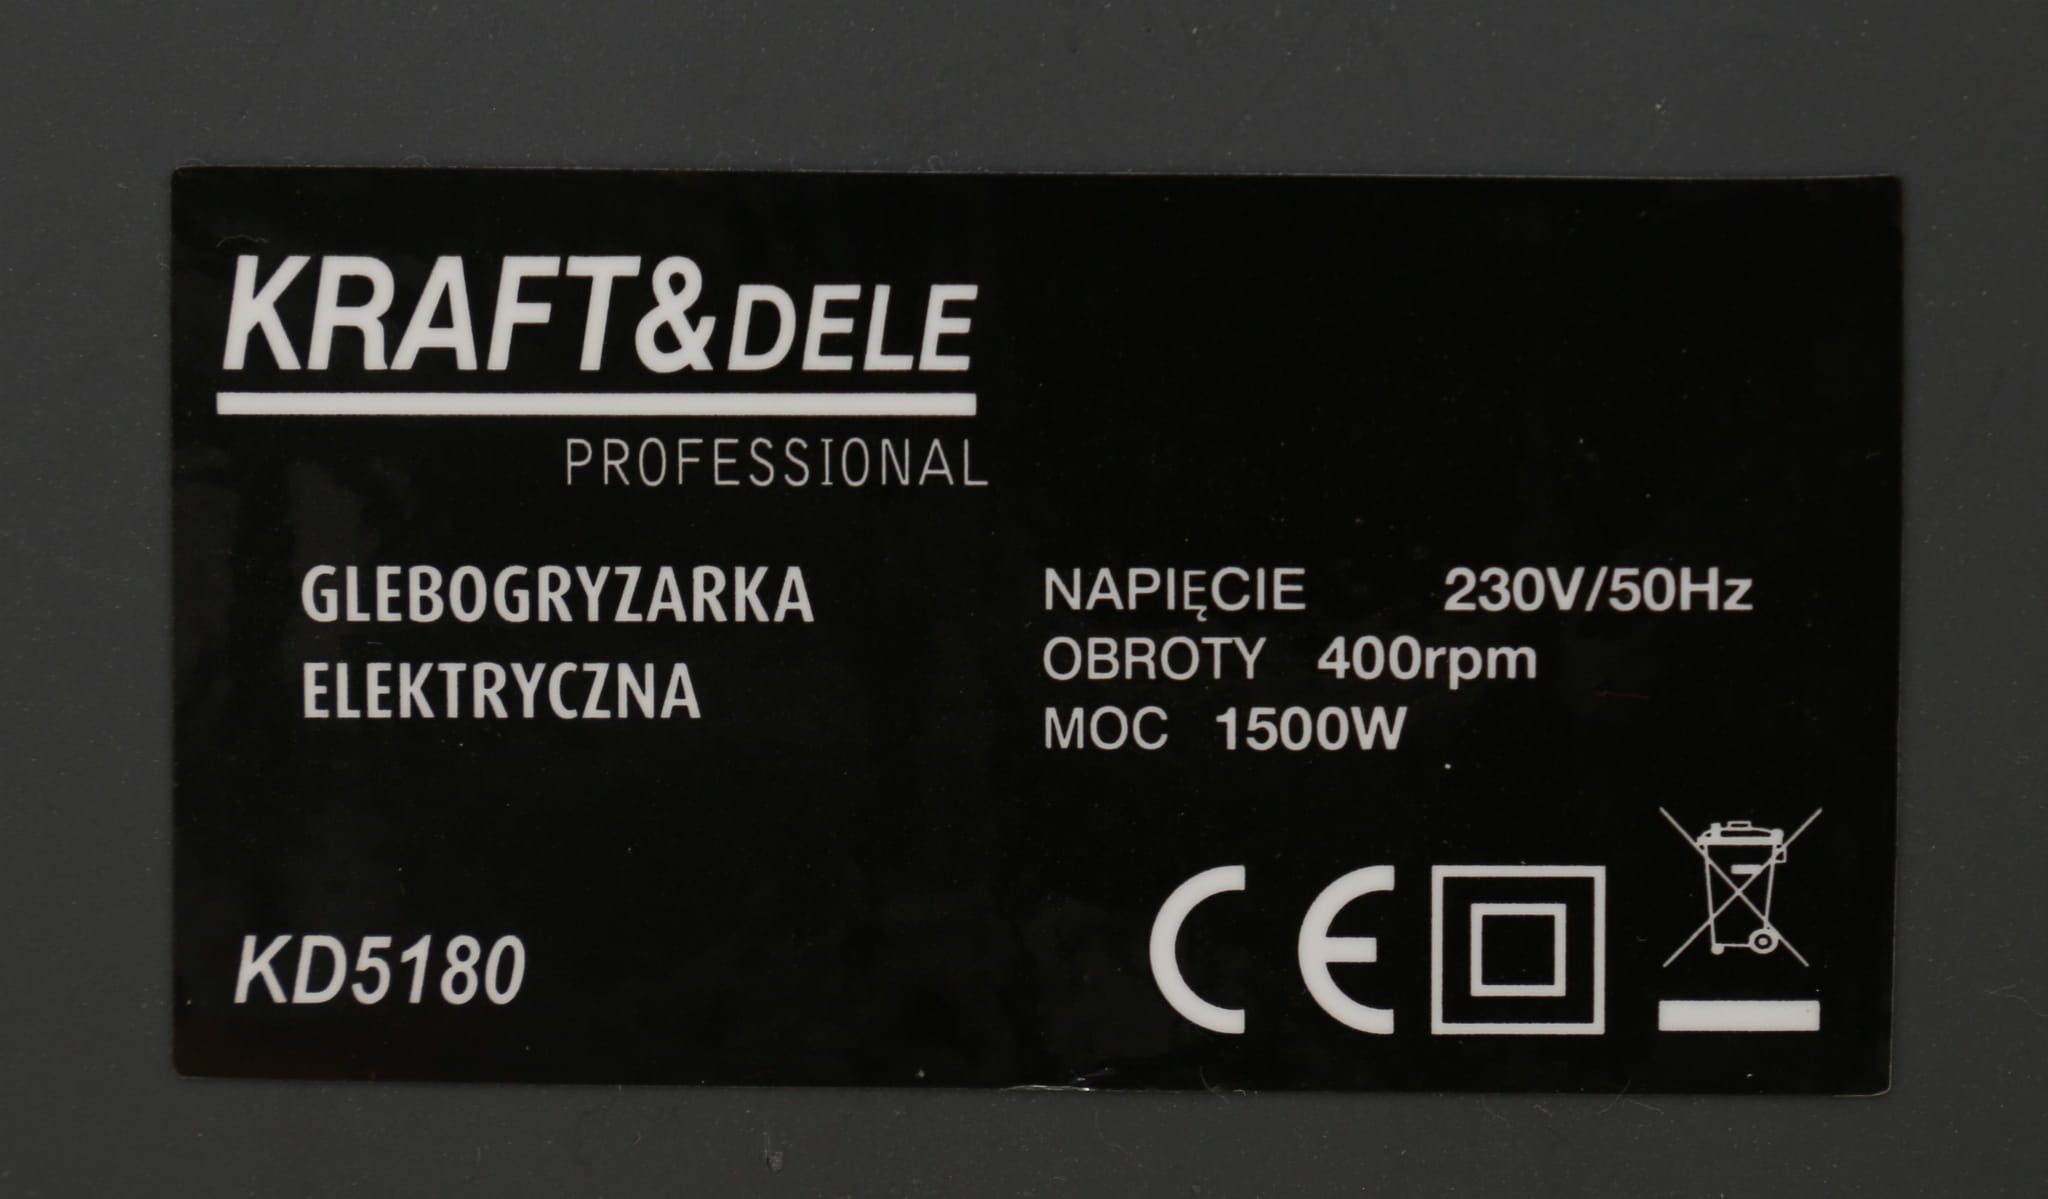 KRAFT&DELE
PROFESSIONAL
GLEBOGRYZARKA
ELEKTRYCZNA
NAPIĘCIE 230V/50Hz
OBROTY 400rpm
MOC 1500W
KD5180
CE